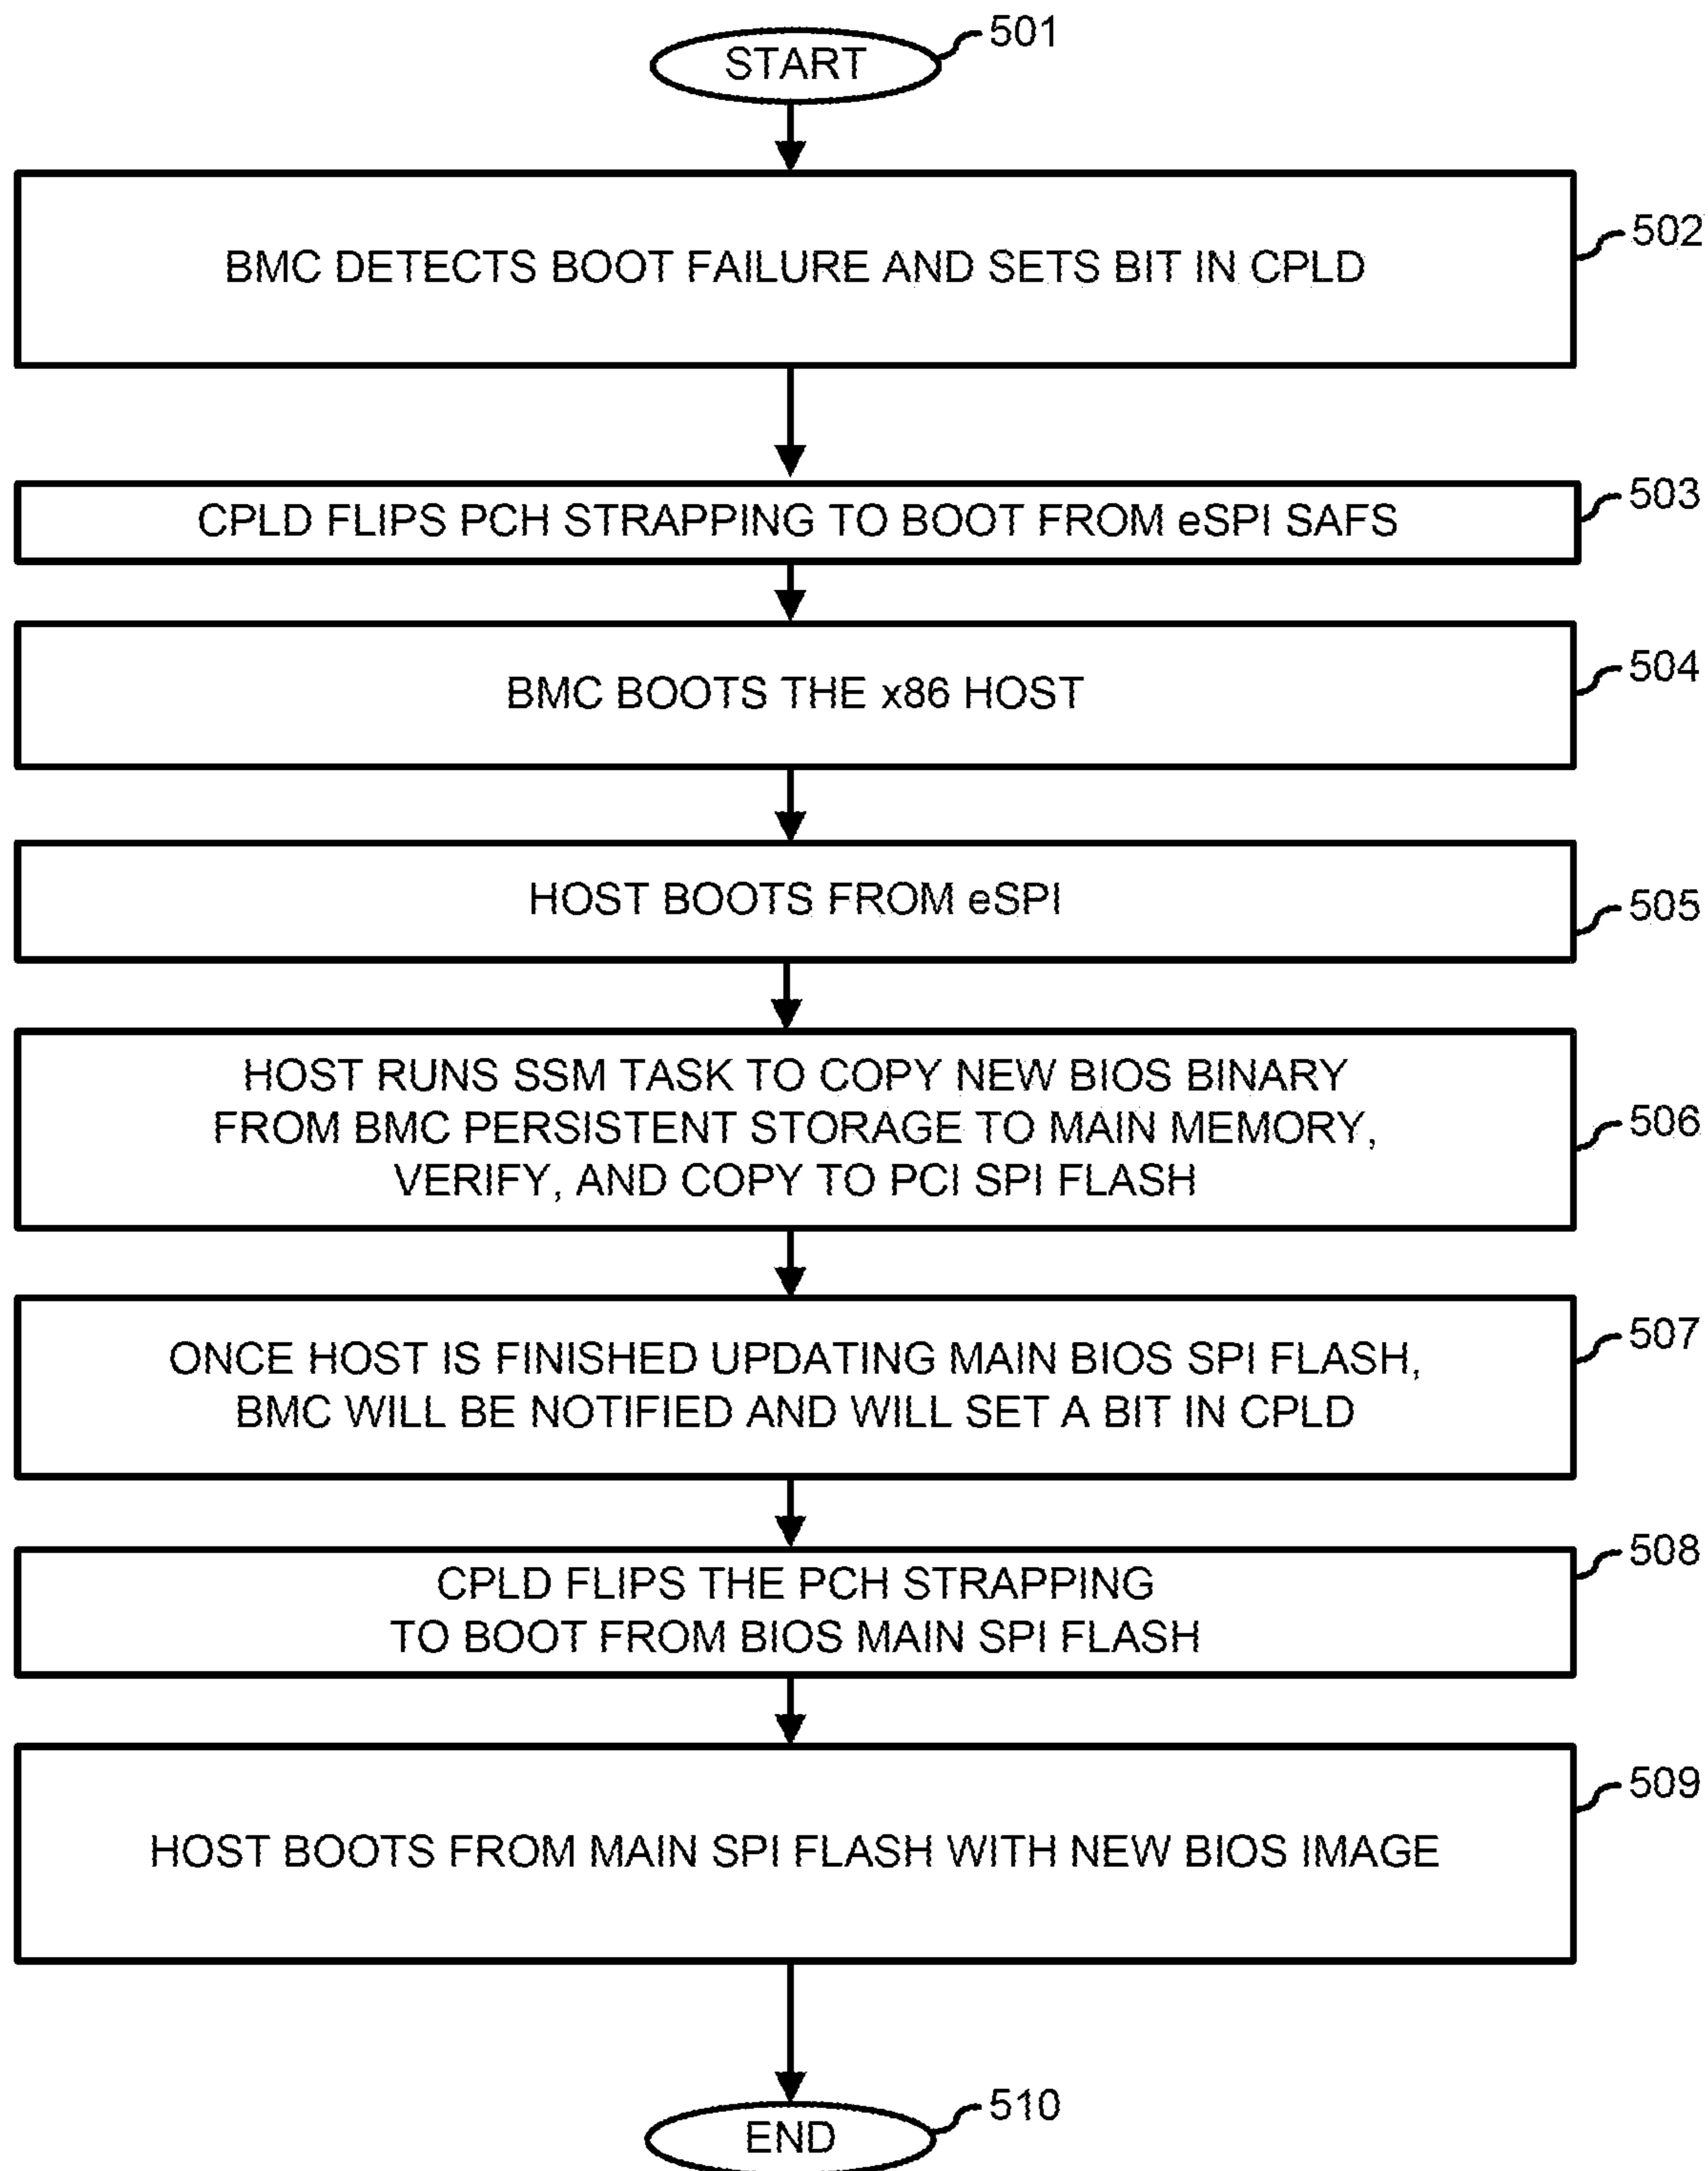 START
501
BMC DETECTS BOOT FAILURE AND SETS BIT IN CPLD
502
CPLD FLIPS PCH STRAPPING TO BOOT FROM eSPI SAFS
503
BMC BOOTS THE x86 HOST
504
HOST BOOTS FROM eSPI
505
HOST RUNS SSM TASK TO COPY NEW BIOS BINARY
FROM BMC PERSISTENT STORAGE TO MAIN MEMORY,
VERIFY, AND COPY TO PCI SPI FLASH
506
ONCE HOST IS FINISHED UPDATING MAIN BIOS SPI FLASH,
BMC WILL BE NOTIFIED AND WILL SET A BIT IN CPLD
507
CPLD FLIPS THE PCH STRAPPING
TO BOOT FROM BIOS MAIN SPI FLASH
508
HOST BOOTS FROM MAIN SPI FLASH WITH NEW BIOS IMAGE
509
END
510